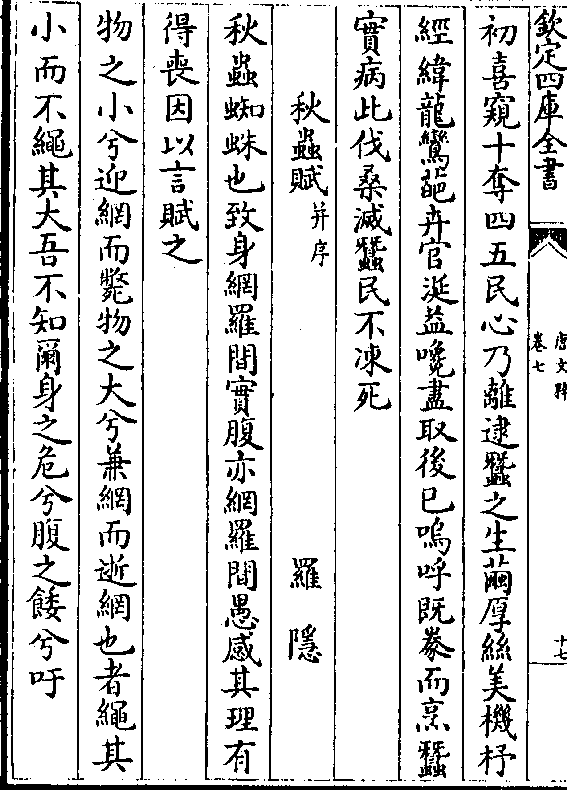 欽定四庫全書
唐文粹
卷七
十七
初喜窺十奪四五民心乃離逮蠶之生繭厚絲美機杼
經緯龍鸞葩卉官涎益嚵盡取後已嗚呼既豢而烹蠶
實病此伐桑滅蠶民不凍死
秋蟲賦并序 羅隱
秋蟲蜘蛛也致身網羅間實腹亦網羅間愚感其理有
得喪因以言賦之
物之小兮迎網而斃物之大兮兼網而逝網也者繩其
小而不繩其大吾不知爾身之危兮腹之餧兮吁